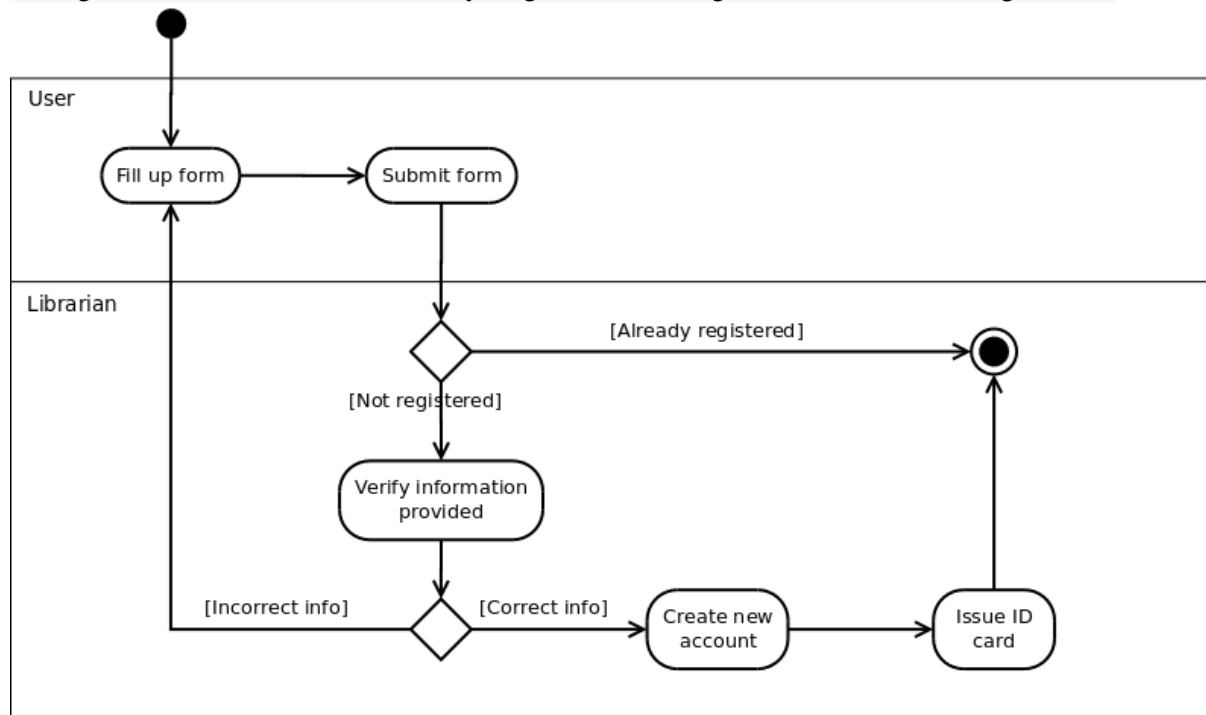 User
Fill up form
Submit form
Librarian
[Already registered]
[Not registered]
Verify information
provided
[Incorrect info]
[Correct info]
Create new
account
Issue ID
card